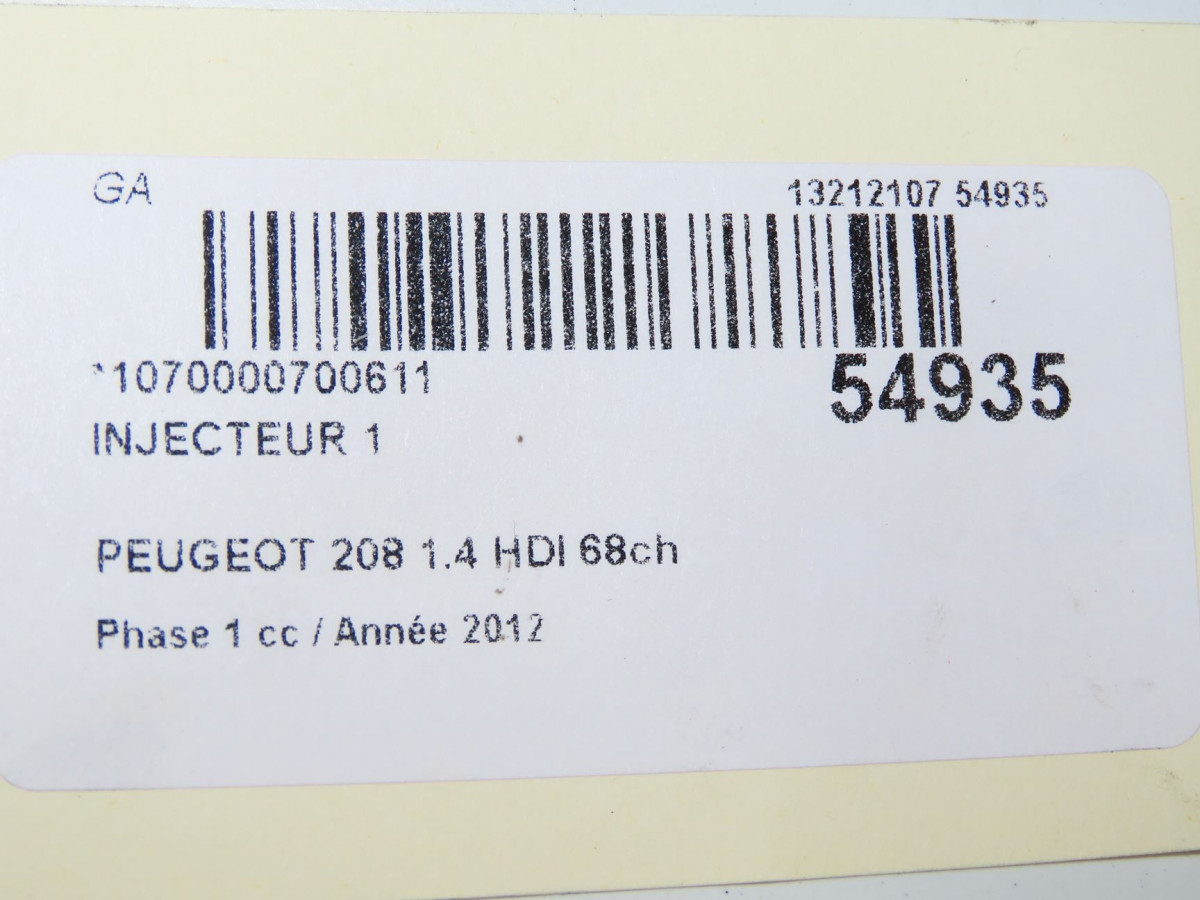 GA
13212107 54935
*1070000700611
54935
INJECTEUR 1
PEUGEOT 208 1.4 HDI 68ch
Phase 1 cc / Année 2012